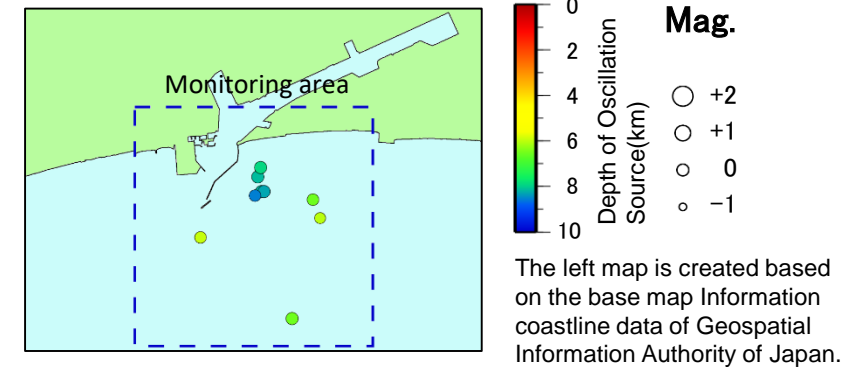 Monitoring area
0
2
4
6
8
10
Depth of Oscillation
Source(km)
Mag.
+2
+1
0
−1
The left map is created based
on the base map Information
coastline data of Geospatial
Information Authority of Japan.